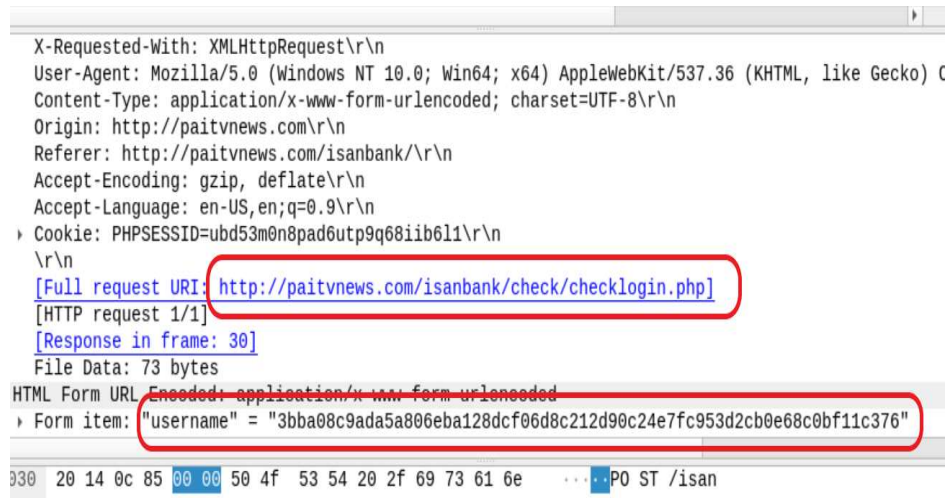 X-Requested-With: XMLHttpRequest\r\n
User-Agent: Mozilla/5.0 (Windows NT 10.0; Win64; x64) AppleWebKit/537.36 (KHTML, like Gecko)
Content-Type: application/x-www-form-urlencoded; charset=UTF-8\r\n
Origin: http://paitvnews.com\r\n
Referer: http://paitvnews.com/isanbank/\r\n
Accept-Encoding: gzip, deflate\r\n
Accept-Language: en-US,en;q=0.9\r\n
Cookie: PHPSESSID=ubd53m0n8pad6utp9q68iib6l1\r\n
\r\n
[Full request URI: http://paitvnews.com/isanbank/check/checklogin.php]
[HTTP request 1/1]
[Response in frame: 30]
File Data: 73 bytes
HTML Form URL Encoded: application/x-www-form-urlencoded
Form item: "username" = "3bba08c9ada5a806eba128dcf06d8c212d90c24e7fc953d2cb0e68c0bf11c376"
030 20 14 0c 85 00 00 50 4f 53 54 20 2f 69 73 61 6e ······PO ST /isan